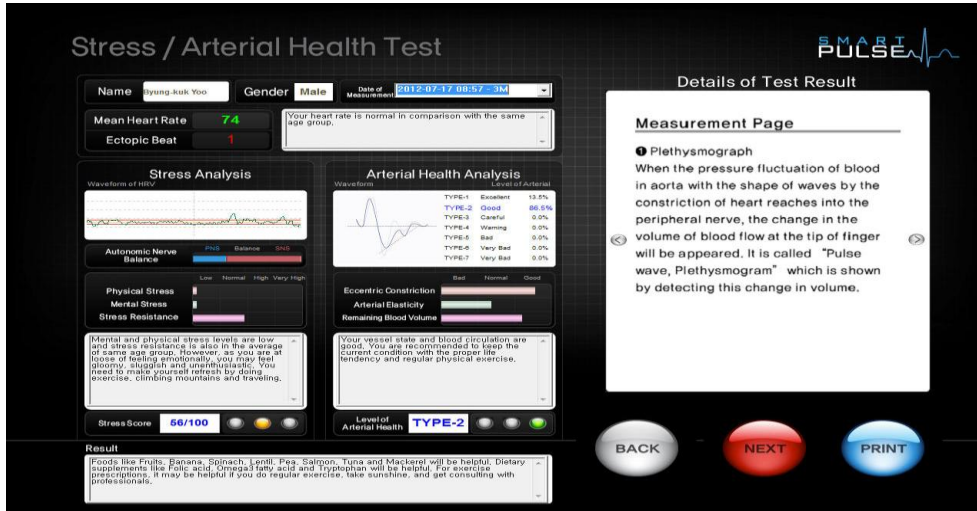 Stress / Arterial Health Test
SMART
PULSE
Name
Byung-kuk Yoo
Gender
Male
Date of
Measurement
2012-07-17 08:57 - 3M
Mean Heart Rate
74
Ectopic Beat
1
Your heart rate is normal in comparison with the same
age group.
Stress Analysis
Waveform of HRV
Autonomic Nerve
Balance
PNS Balance SNS
Low Normal High Very High
Physical Stress
Mental Stress
Stress Resistance
Mental and physical stress levels are low
and stress resistance is also in the average
of same age group. However, as you are at
loose of feeling emotionally, you may feel
gloomy, sluggish and unenthusiastic. You
need to make yourself refresh by doing
exercise, climbing mountains and traveling.
Stress Score
56/100
Arterial Health Analysis
Waveform
Level of Arterial
TYPE-1 Excellent 13.5%
TYPE-2 Good 86.5%
TYPE-3 Careful 0.0%
TYPE-4 Warning 0.0%
TYPE-5 Bad 0.0%
TYPE-6 Very Bad 0.0%
TYPE-7 Very Bad 0.0%
Bad Normal Good
Eccentric Constriction
Arterial Elasticity
Remaining Blood Volume
Your vessel state and blood circulation are
good. You are recommended to keep the
current condition with the proper life
tendency and regular physical exercise.
Level of
Arterial Health
TYPE-2
Result
Foods like Fruits, Banana, Spinach, Lentil, Pea, Salmon, Tuna and Mackerel will be helpful. Dietary
supplements like Folic acid, Omega3 fatty acid and Tryptophan will be helpful. For exercise
prescriptions, it may be helpful if you do regular exercise, take sunshine, and get consulting with
professionals.
Details of Test Result
Measurement Page
❶ Plethysmograph
When the pressure fluctuation of blood
in aorta with the shape of waves by the
constriction of heart reaches into the
peripheral nerve, the change in the
volume of blood flow at the tip of finger
will be appeared. It is called “Pulse
wave, Plethysmogram” which is shown
by detecting this change in volume.
BACK
NEXT
PRINT